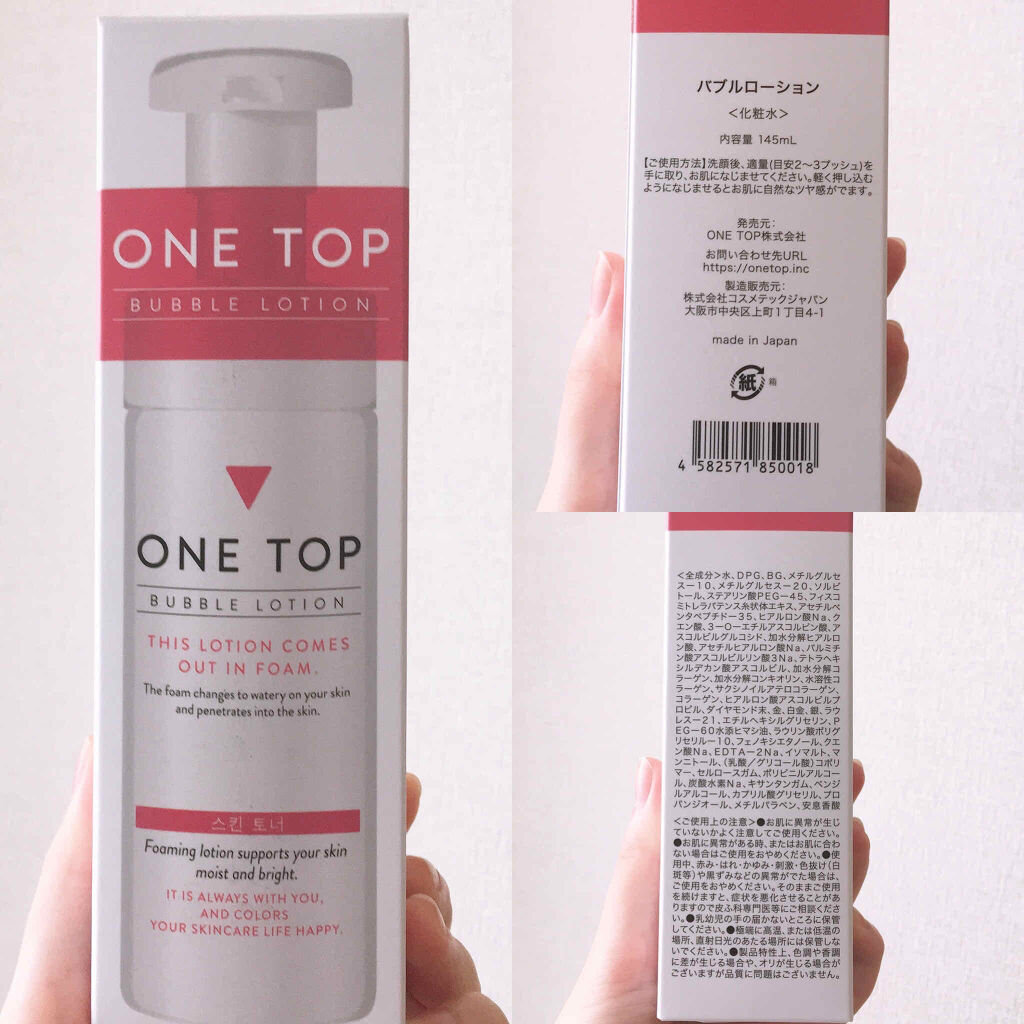 ONE TOP
BUBBLE LOTION
ONE TOP
BUBBLE LOTION
THIS LOTION COMES
OUT IN FOAM.
The foam changes to watery on your skin
and penetrates into the skin.
스킨 토너
Foaming lotion supports your skin
moist and bright.
IT IS ALWAYS WITH YOU,
AND COLORS
YOUR SKINCARE LIFE HAPPY.
バブルローション
<化粧水>
内容量 145mL
【ご使用方法】洗顔後、適量(目安2〜3プッシュ)を
手に取り、お肌になじませてください。軽く押し込む
ようになじませるとお肌に自然なツヤ感がでます。
発売元:
ONE TOP株式会社
お問い合わせ先URL
https://onetop.inc
製造販売元:
株式会社コスメテックジャパン
大阪市中央区上町1丁目4-1
made in Japan
紙 箱
4 582571 850018
<全成分>水、DPG、BG、メチルグルセ
スー10、メチルグルセスー20、ソルビ
トール、ステアリン酸PEGー45、フィスコ
ミトレラパテンス糸状体エキス、アセチルペ
ンタペプチドー35、ヒアルロン酸Na、ク
エン酸、3ーOーエチルアスコルビン酸、ア
スコルビルグルコシド、加水分解ヒアルロ
ン酸、アセチルヒアルロン酸Na、パルミチ
ン酸アスコルビルリン酸3Na、テトラヘキ
シルデカン酸アスコルビル、加水分解コ
ラーゲン、加水分解コンキオリン、水溶性コ
ラーゲン、サクシノイルアテロコラーゲン、
コラーゲン、ヒアルロン酸アスコルビルプ
ロピル、ダイヤモンド末、金、白金、銀、ラウ
レスー21、エチルヘキシルグリセリン、P
EGー60水添ヒマシ油、ラウリン酸ポリグ
リセリルー10、フェノキシエタノール、クエ
ン酸Na、EDTAー2Na、イソマルト、マ
ンニトール、(乳酸/グリコール酸)コポリ
マー、セルロースガム、ポリビニルアルコー
ル、炭酸水素Na、キサンタンガム、ベンジ
ルアルコール、カプリル酸グリセリル、プロ
パンジオール、メチルパラベン、安息香酸
<ご使用上の注意>●お肌に異常が生じ
ていないかよく注意してご使用ください。
●お肌に異常がある時、またはお肌に合わ
ない場合はご使用をおやめください。●使
用中、赤み・はれ・かゆみ・刺激・色抜け(白
斑等)や黒ずみなどの異常がでた場合は、
ご使用をおやめください。そのままご使用
を続けますと、症状を悪化させることがあ
りますので皮ふ科専門医等にご相談くださ
い。●乳幼児の手の届かないところに保管
してください。●極端に高温、または低温の
場所、直射日光のあたる場所には保管しな
いでください。●製品特性上、色調や香調
に差が生じる場合や、オリが生じる場合が
ございますが品質に問題はございません。